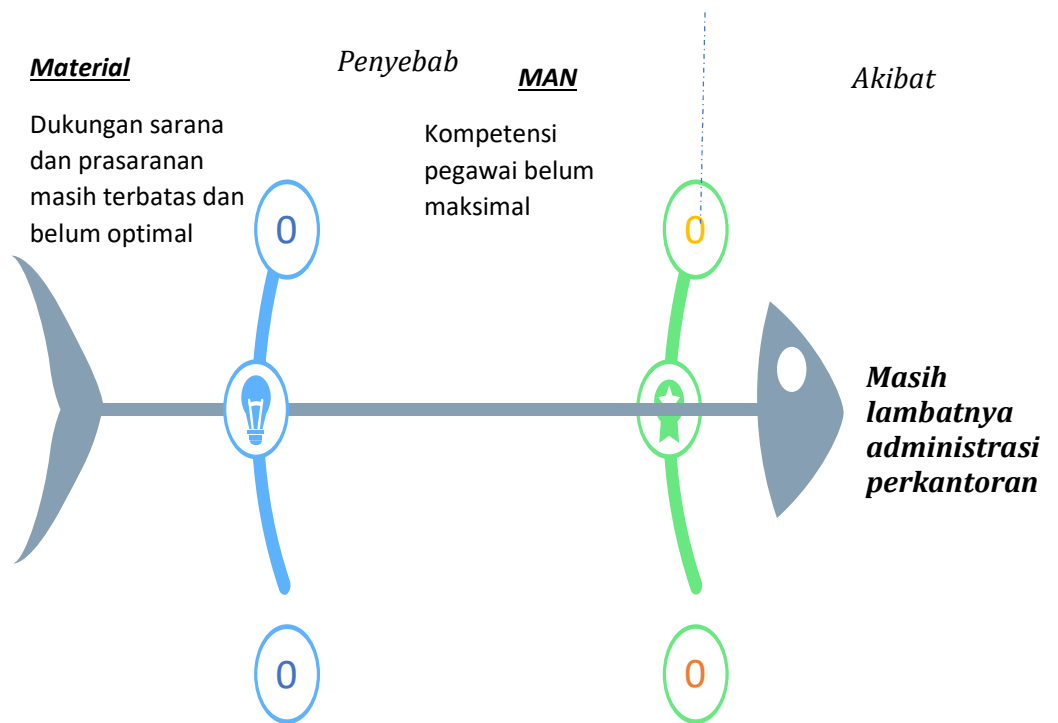 Material
Penyebab
MAN
Akibat
Dukungan sarana
dan prasaranan
masih terbatas dan
belum optimal
Kompetensi
pegawai belum
maksimal
0
0
Masih
lambatnya
administrasi
perkantoran
0
0